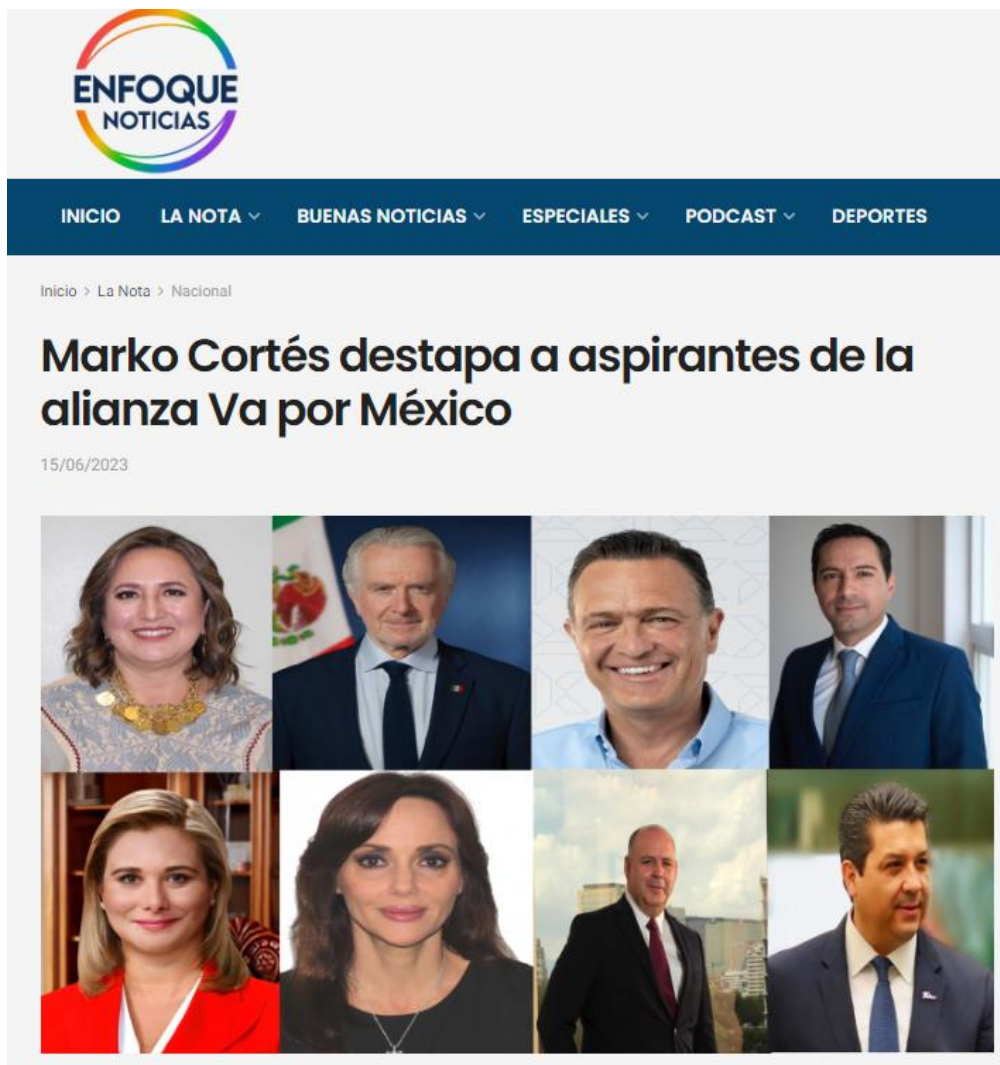 ENFOQUE
NOTICIAS
INICIO LA NOTA BUENAS NOTICIAS ESPECIALES PODCAST DEPORTES
Inicio > La Nota > Nacional
Marko Cortés destapa a aspirantes de la
alianza Va por México
15/06/2023